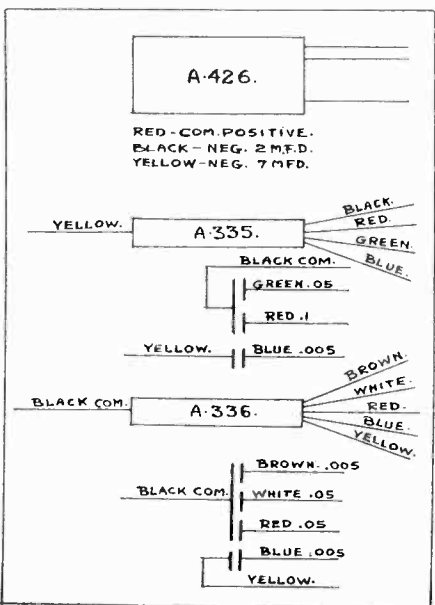 A·426.
RED-COM. POSITIVE.
BLACK-NEG. 2 M.F.D.
YELLOW-NEG. 7 MFD.
YELLOW.
A·335.
BLACK.
RED.
GREEN.
BLUE.
BLACK COM.
GREEN .05
RED .1
YELLOW.
BLUE .005
BLACK COM.
A·336.
BROWN.
WHITE.
RED.
BLUE.
YELLOW.
BROWN .005
BLACK COM.
WHITE .05
RED .05
BLUE .005
YELLOW.